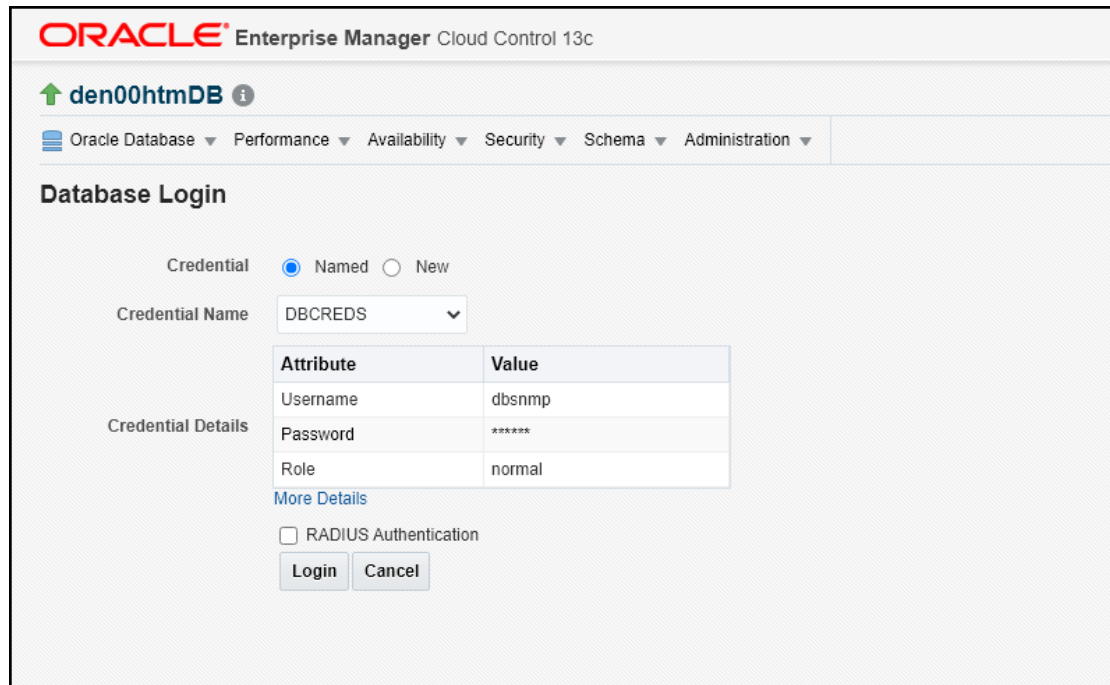 ORACLE Enterprise Manager Cloud Control 13c
den00htmDB
Oracle Database Performance Availability Security Schema Administration
Database Login
Credential Named New
Credential Name DBCREDS
Attribute Value
Username dbsnmp
Credential Details
Password ******
Role normal
More Details
RADIUS Authentication
Login Cancel